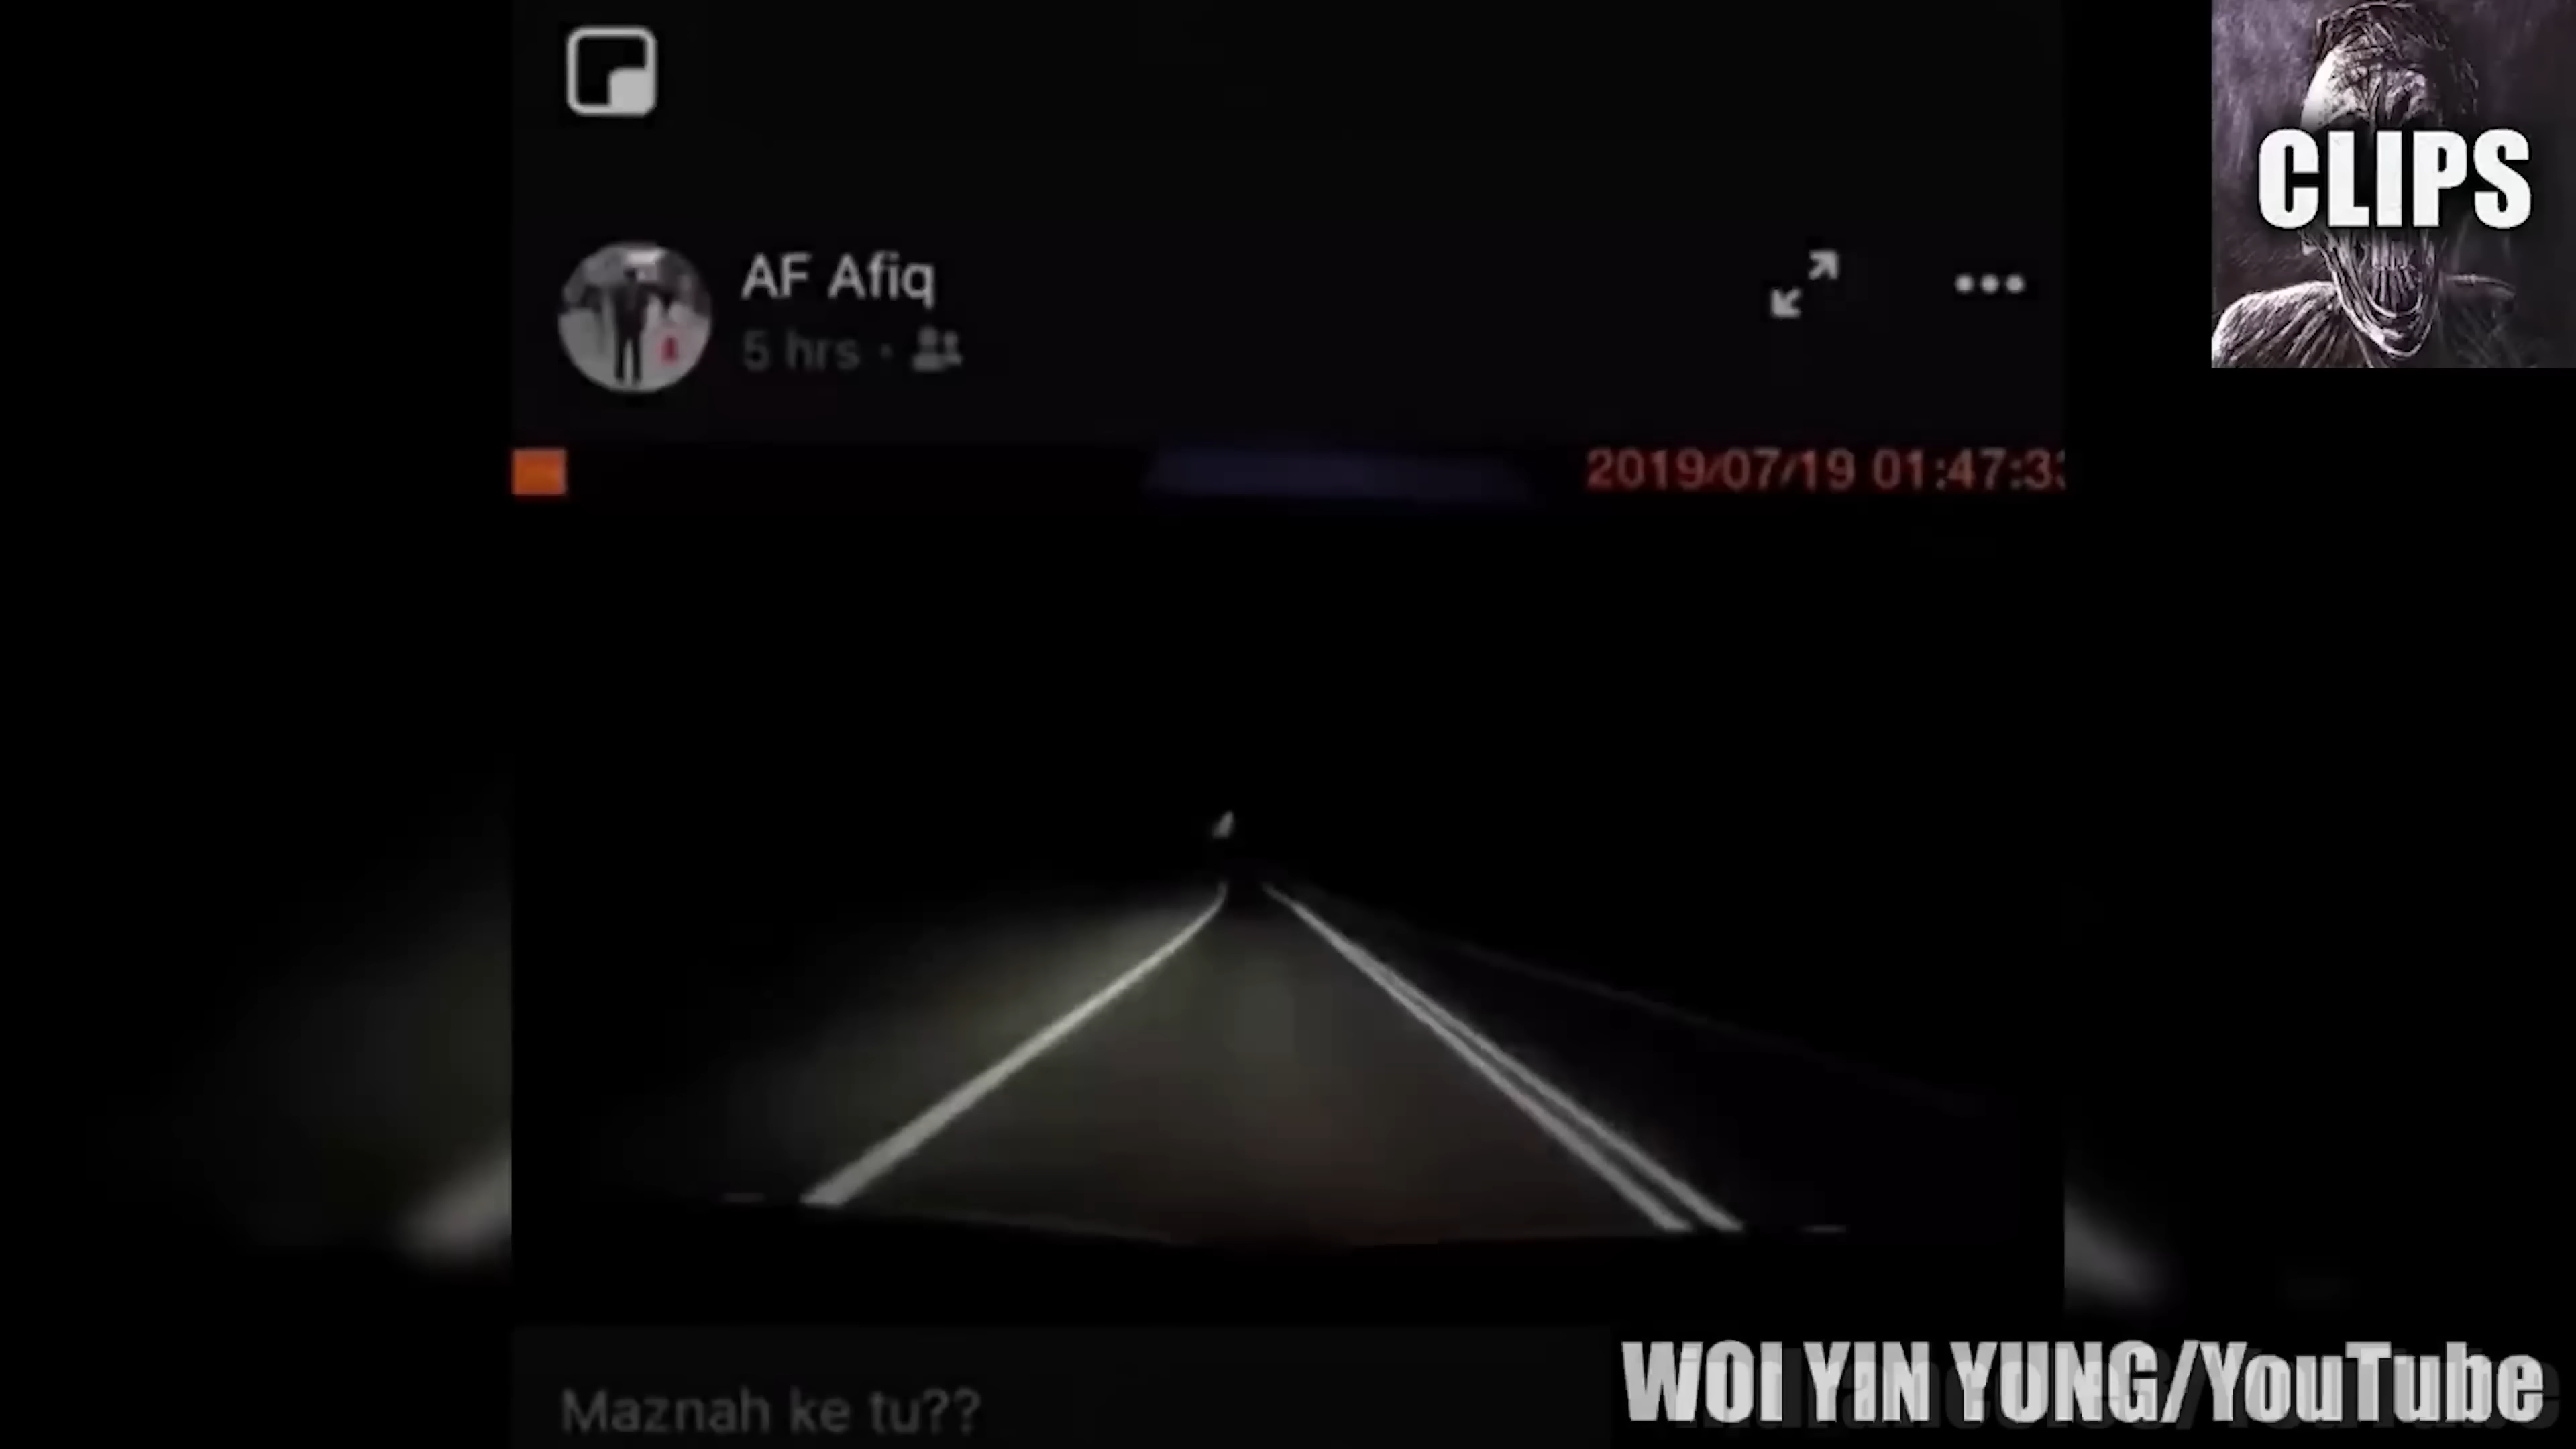 CLIPS
AF Afiq
5 hrs
2019/07/19 01:47:3
Maznah ke tu??
WOI YIN YUNG/YouTube